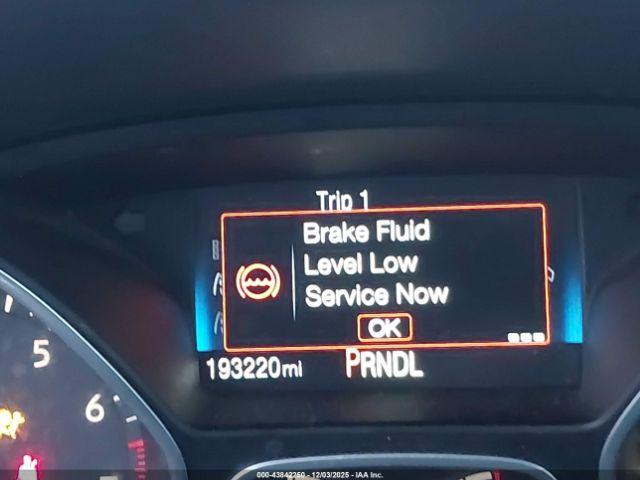 Trip 1
Brake Fluid
Level Low
Service Now
OK
193220mi PRNDL
5
6
000-43842250 - 12/03/2025 - IAA Inc.